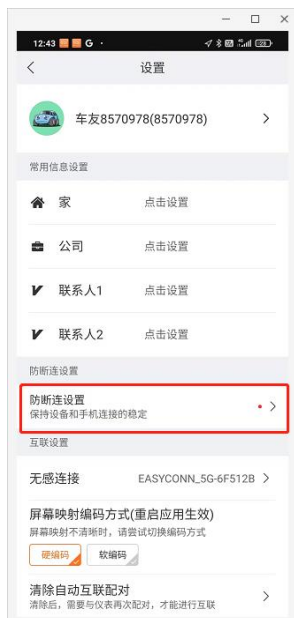 12:43 G ·
设置
车友8570978(8570978)
常用信息设置
家 点击设置
公司 点击设置
联系人1 点击设置
联系人2 点击设置
防断连设置
防断连设置
保持设备和手机连接的稳定
互联设置
无感连接 EASYCONN_5G-6F512B
屏幕映射编码方式(重启应用生效)
屏幕映射不清晰时，请尝试切换编码方式
硬编码 软编码
清除自动互联配对
清除后，需要与仪表再次配对，才能进行互联